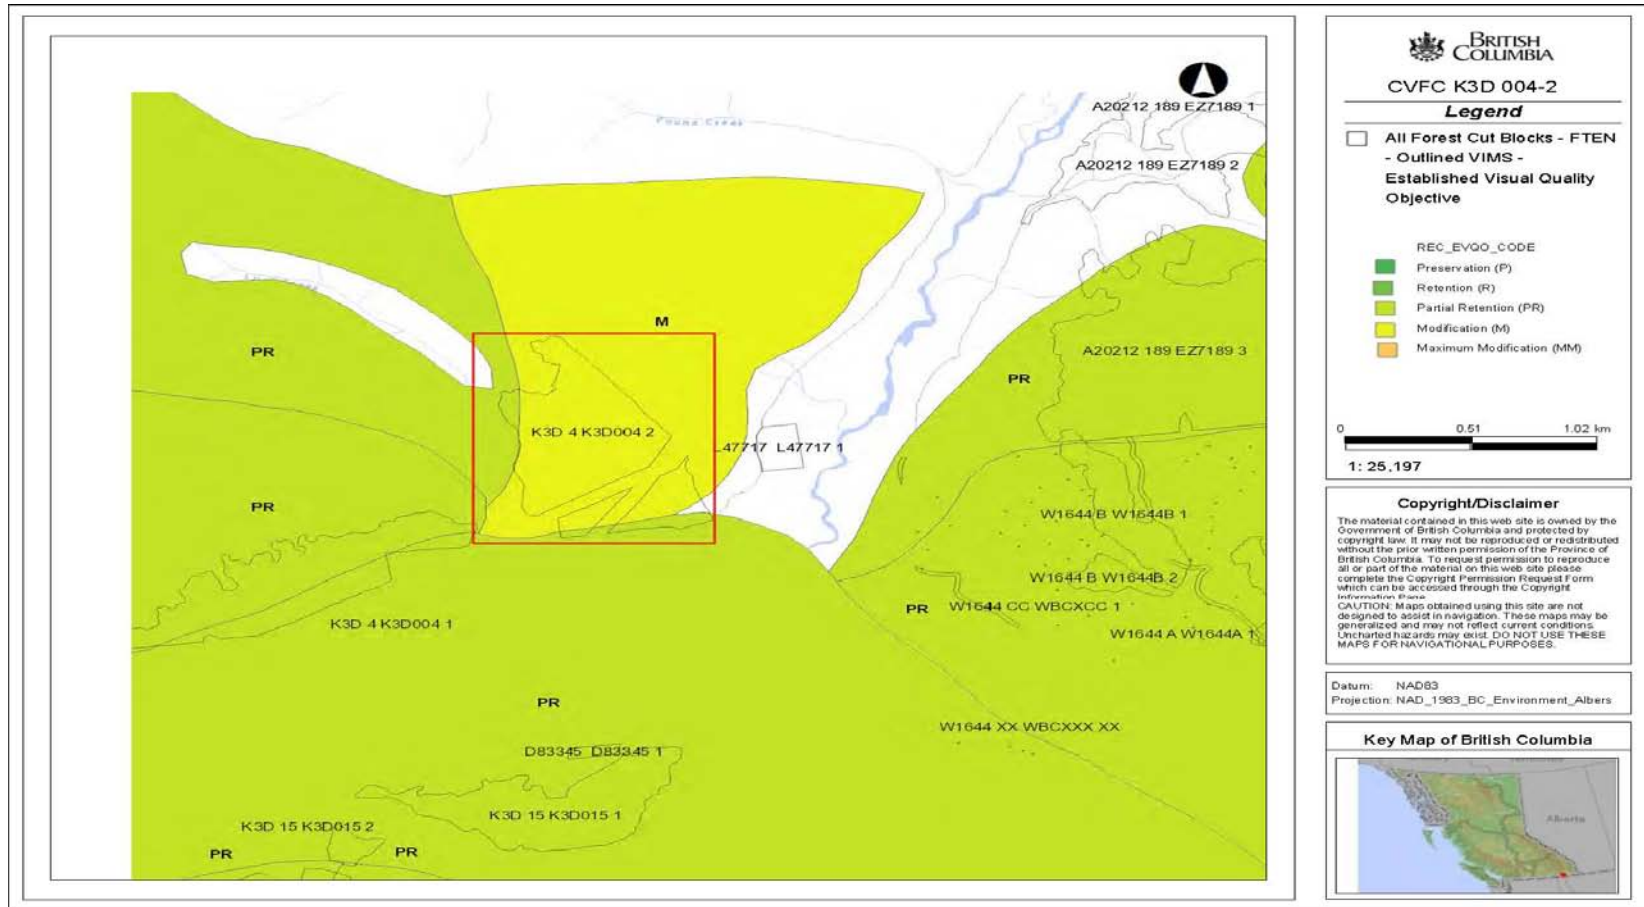 Pound Creek
A20212 189 EZ7189 1
A20212 189 EZ7189 2
M
PR
A20212 189 EZ7189 3
PR
K3D 4 K3D004 2
L47717 L47717 1
PR
W1644 B W1644B 1
W1644 B W1644B 2
PR
W1644 CC WBCXCC 1
K3D 4 K3D004 1
W1644 A W1644A 1
PR
W1644 XX WBCXXX XX
D83345 D83345 1
K3D 15 K3D015 1
K3D 15 K3D015 2
PR
PR
BRITISH
COLUMBIA
CVFC K3D 004-2
Legend
All Forest Cut Blocks - FTEN
- Outlined VIMS -
Established Visual Quality
Objective
REC_EVQO_CODE
Preservation (P)
Retention (R)
Partial Retention (PR)
Modification (M)
Maximum Modification (MM)
0 0.51 1.02 km
1: 25,197
Copyright/Disclaimer
The material contained in this web site is owned by the
Government of British Columbia and protected by
copyright law. It may not be reproduced or redistributed
without the prior written permission of the Province of
British Columbia. To request permission to reproduce
all or part of the material on this web site please
complete the Copyright Permission Request Form
which can be accessed through the Copyright
Information Page.
CAUTION: Maps obtained using this site are not
designed to assist in navigation. These maps may be
generalized and may not reflect current conditions.
Uncharted hazards may exist. DO NOT USE THESE
MAPS FOR NAVIGATIONAL PURPOSES.
Datum: NAD83
Projection: NAD_1983_BC_Environment_Albers
Key Map of British Columbia
Alberta